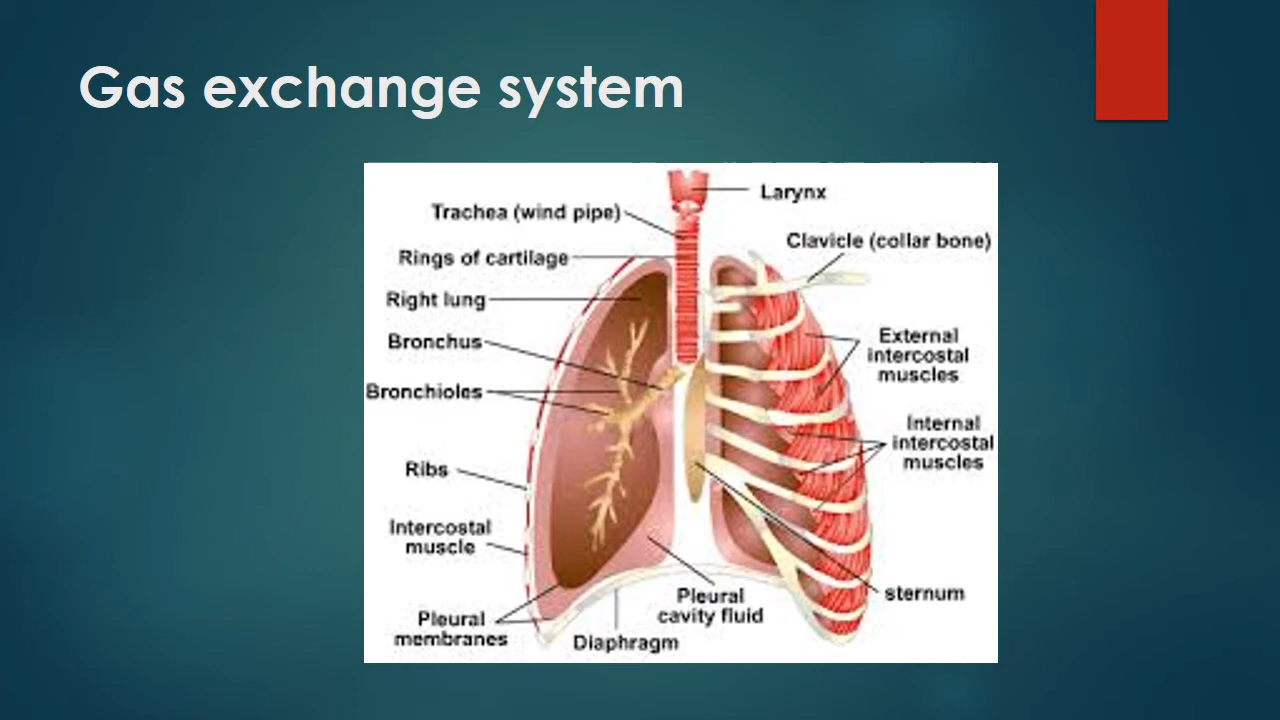 Gas exchange system
Larynx
Trachea (wind pipe)
Clavicle (collar bone)
Rings of cartilage
Right lung
Bronchus
External
intercostal
muscles
Bronchioles
Internal
intercostal
muscles
Ribs
Intercostal
muscle
sternum
Pleural
cavity fluid
Pleural
membranes
Diaphragm